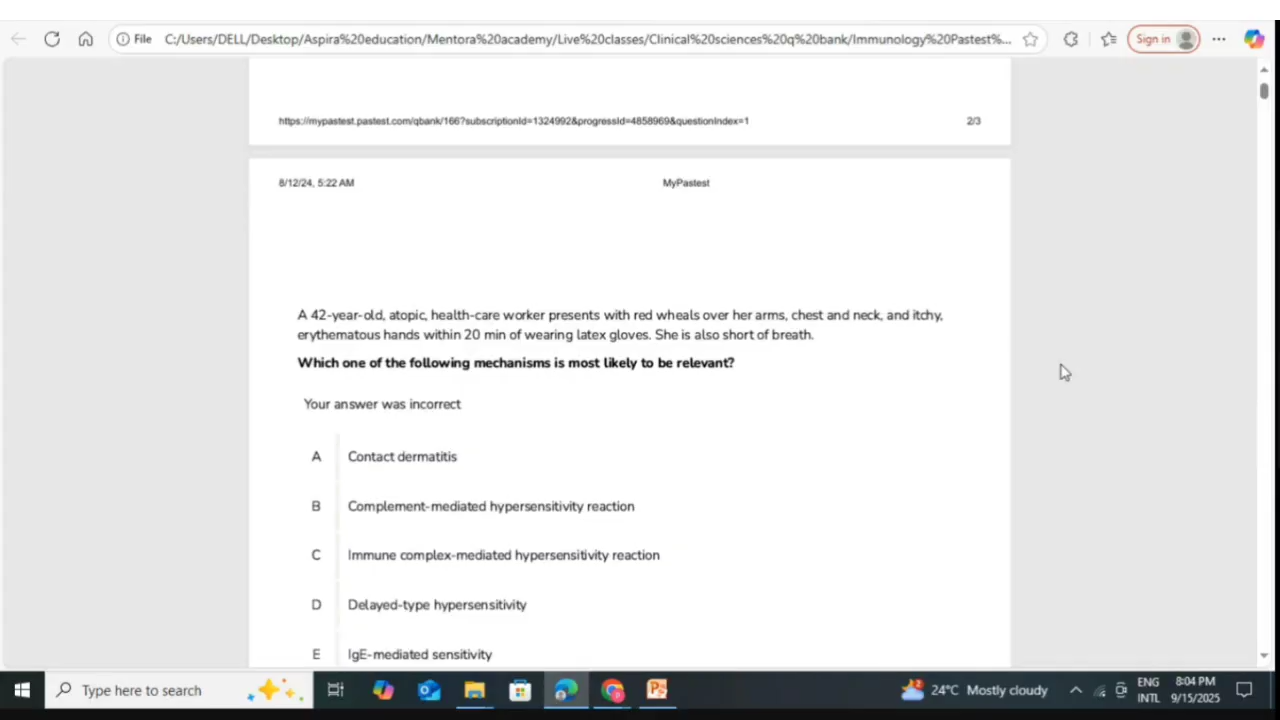 File C:/Users/DELL/Desktop/Aspira%20education/Mentora%20academy/Live%20classes/Clinical%20sciences%20q%20bank/Immunology%20Pastest%... Sign in
https://mypastest.pastest.com/qbank/166?subscriptionId=1324992&progressId=4858969&questionIndex=1 2/3
8/12/24, 5:22 AM MyPastest
A 42-year-old, atopic, health-care worker presents with red wheals over her arms, chest and neck, and itchy,
erythematous hands within 20 min of wearing latex gloves. She is also short of breath.
Which one of the following mechanisms is most likely to be relevant?
Your answer was incorrect
A Contact dermatitis
B Complement-mediated hypersensitivity reaction
C Immune complex-mediated hypersensitivity reaction
D Delayed-type hypersensitivity
E IgE-mediated sensitivity
Type here to search 24°C Mostly cloudy ENG 8:04 PM
INTL 9/15/2025